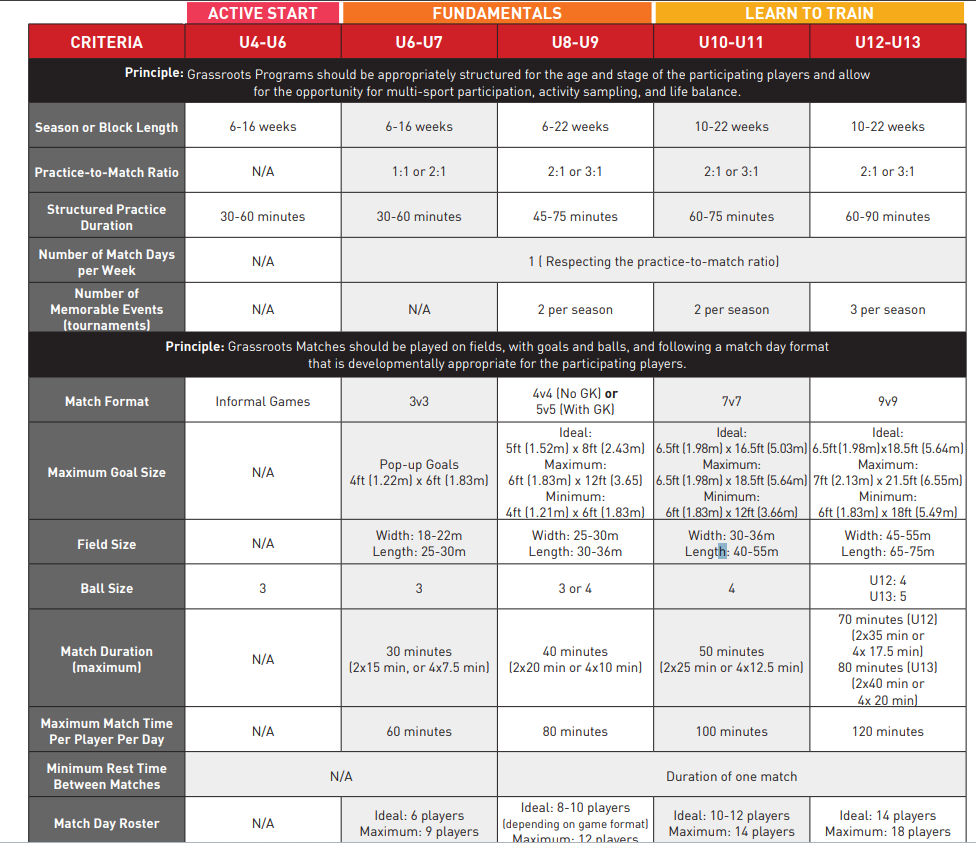 ACTIVE START FUNDAMENTALS LEARN TO TRAIN
CRITERIA U4-U6 U6-U7 U8-U9 U10-U11 U12-U13
Principle: Grassroots Programs should be appropriately structured for the age and stage of the participating players and allow
for the opportunity for multi-sport participation, activity sampling, and life balance.
Season or Block Length 6-16 weeks 6-16 weeks 6-22 weeks 10-22 weeks 10-22 weeks
Practice-to-Match Ratio N/A 1:1 or 2:1 2:1 or 3:1 2:1 or 3:1 2:1 or 3:1
Structured Practice
Duration
30-60 minutes 30-60 minutes 45-75 minutes 60-75 minutes 60-90 minutes
Number of Match Days
per Week
N/A 1 ( Respecting the practice-to-match ratio)
Number of
Memorable Events
(tournaments)
N/A N/A 2 per season 2 per season 3 per season
Principle: Grassroots Matches should be played on fields, with goals and balls, and following a match day format
that is developmentally appropriate for the participating players.
Match Format
Informal Games
3v3
4v4 (No GK) or
5v5 (With GK)
7v7
9v9
Maximum Goal Size
N/A
Pop-up Goals
4ft (1.22m) x 6ft (1.83m)
Ideal:
5ft (1.52m) x 8ft (2.43m)
Maximum:
6ft (1.83m) x 12ft (3.65)
Minimum:
4ft (1.21m) x 6ft (1.83m)
Ideal:
6.5ft (1.98m) x 16.5ft (5.03m)
Maximum:
6.5ft (1.98m) x 18.5ft (5.64m)
Minimum:
6ft (1.83m) x 12ft (3.66m)
Ideal:
6.5ft(1.98m)x18.5ft (5.64m)
Maximum:
7ft (2.13m) x 21.5ft (6.55m)
Minimum:
6ft (1.83m) x 18ft (5.49m)
Field Size
N/A
Width: 18-22m
Length: 25-30m
Width: 25-30m
Length: 30-36m
Width: 30-36m
Length: 40-55m
Width: 45-55m
Length: 65-75m
Ball Size
3
3
3 or 4
4
U12: 4
U13: 5
Match Duration
(maximum)
N/A
30 minutes
(2x15 min, or 4x7.5 min)
40 minutes
(2x20 min or 4x10 min)
50 minutes
(2x25 min or 4x12.5 min)
70 minutes (U12)
(2x35 min or
4x 17.5 min)
80 minutes (U13)
(2x40 min or
4x 20 min)
Maximum Match Time
Per Player Per Day
N/A 60 minutes 80 minutes 100 minutes 120 minutes
Minimum Rest Time
Between Matches
N/A Duration of one match
Match Day Roster
N/A
Ideal: 6 players
Maximum: 9 players
Ideal: 8-10 players
(depending on game format)
Maximum: 12 players
Ideal: 10-12 players
Maximum: 14 players
Ideal: 14 players
Maximum: 18 players